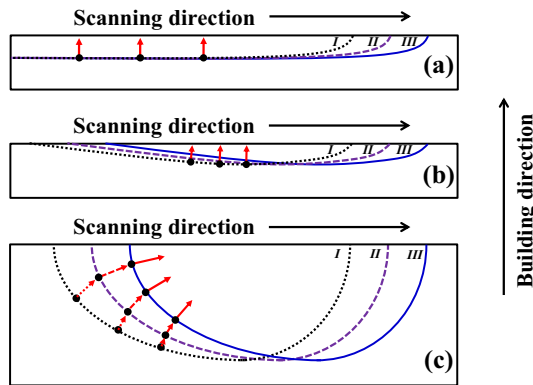 Scanning direction
I II III
(a)
Scanning direction
I II III
(b)
Scanning direction
I II III
(c)
Building direction